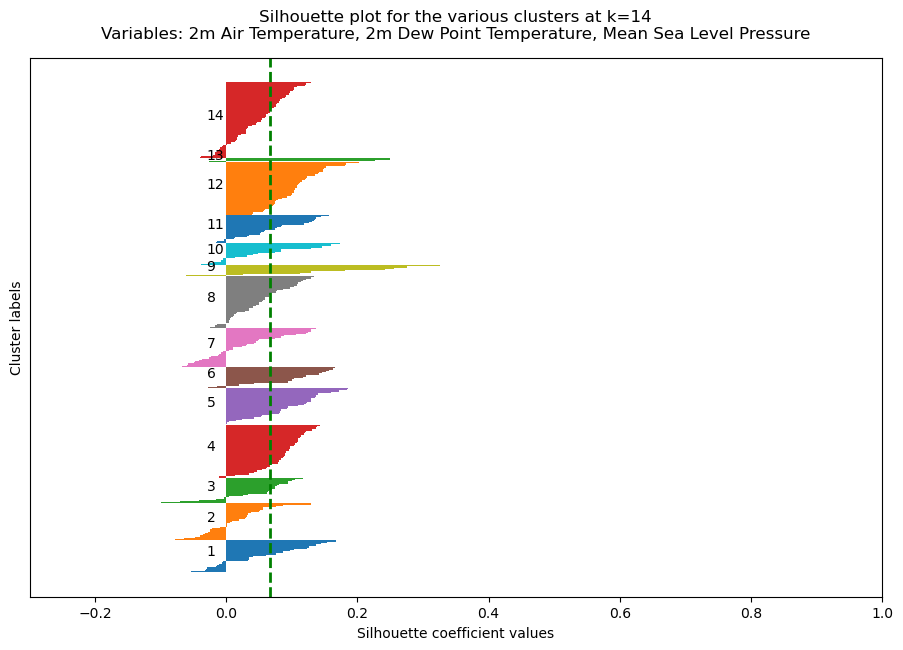 Silhouette plot for the various clusters at k=14
Variables: 2m Air Temperature, 2m Dew Point Temperature, Mean Sea Level Pressure
Cluster labels
14
13
12
11
10
9
8
7
6
5
4
3
2
1
−0.2 0.0 0.2 0.4 0.6 0.8 1.0
Silhouette coefficient values